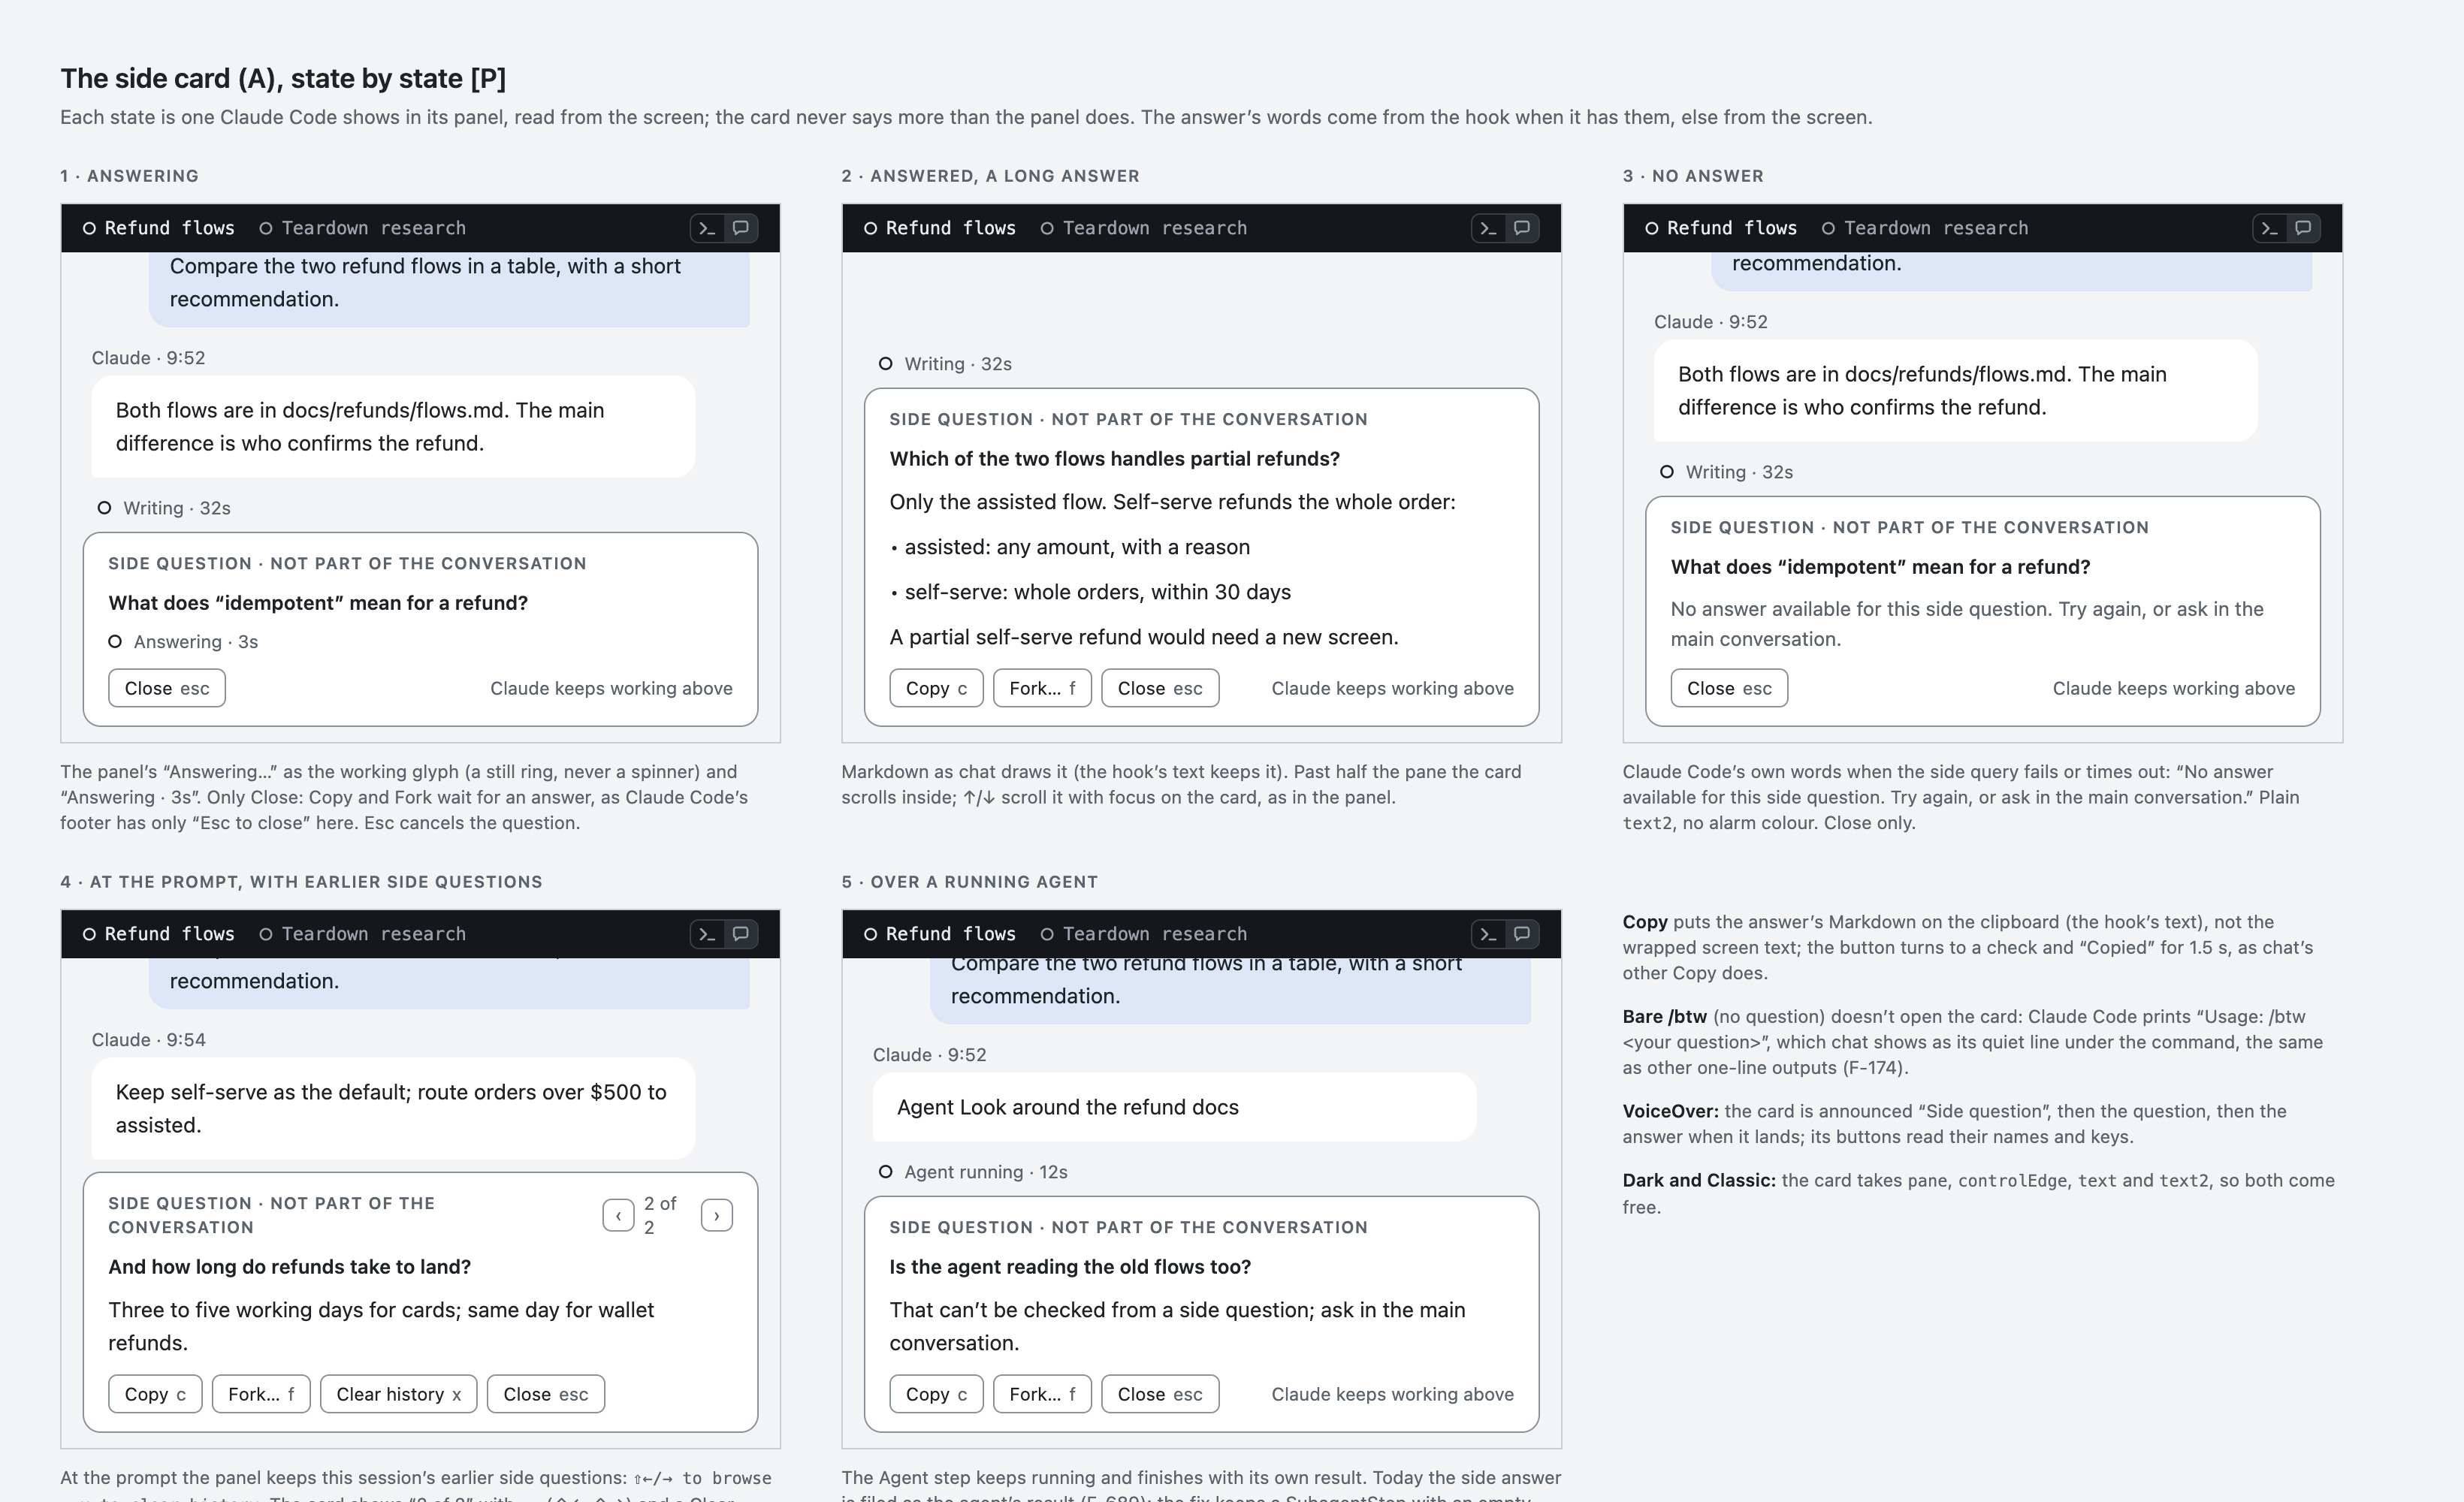 The side card (A), state by state [P]
Each state is one Claude Code shows in its panel, read from the screen; the card never says more than the panel does. The answer’s words come from the hook when it has them, else from the screen.
1 · ANSWERING
Refund flows Teardown research
Compare the two refund flows in a table, with a short
recommendation.
Claude · 9:52
Both flows are in docs/refunds/flows.md. The main
difference is who confirms the refund.
Writing · 32s
SIDE QUESTION · NOT PART OF THE CONVERSATION
What does “idempotent” mean for a refund?
Answering · 3s
Close esc Claude keeps working above
The panel’s “Answering…” as the working glyph (a still ring, never a spinner) and
“Answering · 3s”. Only Close: Copy and Fork wait for an answer, as Claude Code’s
footer has only “Esc to close” here. Esc cancels the question.
2 · ANSWERED, A LONG ANSWER
Refund flows Teardown research
Writing · 32s
SIDE QUESTION · NOT PART OF THE CONVERSATION
Which of the two flows handles partial refunds?
Only the assisted flow. Self-serve refunds the whole order:
• assisted: any amount, with a reason
• self-serve: whole orders, within 30 days
A partial self-serve refund would need a new screen.
Copy c Fork… f Close esc Claude keeps working above
Markdown as chat draws it (the hook’s text keeps it). Past half the pane the card
scrolls inside; ↑/↓ scroll it with focus on the card, as in the panel.
3 · NO ANSWER
Refund flows Teardown research
recommendation.
Claude · 9:52
Both flows are in docs/refunds/flows.md. The main
difference is who confirms the refund.
Writing · 32s
SIDE QUESTION · NOT PART OF THE CONVERSATION
What does “idempotent” mean for a refund?
No answer available for this side question. Try again, or ask in the
main conversation.
Close esc Claude keeps working above
Claude Code’s own words when the side query fails or times out: “No answer
available for this side question. Try again, or ask in the main conversation.” Plain
text2, no alarm colour. Close only.
4 · AT THE PROMPT, WITH EARLIER SIDE QUESTIONS
Refund flows Teardown research
recommendation.
Claude · 9:54
Keep self-serve as the default; route orders over $500 to
assisted.
SIDE QUESTION · NOT PART OF THE
CONVERSATION
‹ 2 of
2 ›
And how long do refunds take to land?
Three to five working days for cards; same day for wallet
refunds.
Copy c Fork… f Clear history x Close esc
At the prompt the panel keeps this session’s earlier side questions: ⇧←/→ to browse
5 · OVER A RUNNING AGENT
Refund flows Teardown research
Compare the two refund flows in a table, with a short
recommendation.
Claude · 9:52
Agent Look around the refund docs
Agent running · 12s
SIDE QUESTION · NOT PART OF THE CONVERSATION
Is the agent reading the old flows too?
That can’t be checked from a side question; ask in the main
conversation.
Copy c Fork… f Close esc Claude keeps working above
The Agent step keeps running and finishes with its own result. Today the side answer
Copy puts the answer’s Markdown on the clipboard (the hook’s text), not the
wrapped screen text; the button turns to a check and “Copied” for 1.5 s, as chat’s
other Copy does.
Bare /btw (no question) doesn’t open the card: Claude Code prints “Usage: /btw
<your question>”, which chat shows as its quiet line under the command, the same
as other one-line outputs (F-174).
VoiceOver: the card is announced “Side question”, then the question, then the
answer when it lands; its buttons read their names and keys.
Dark and Classic: the card takes pane, controlEdge, text and text2, so both come
free.